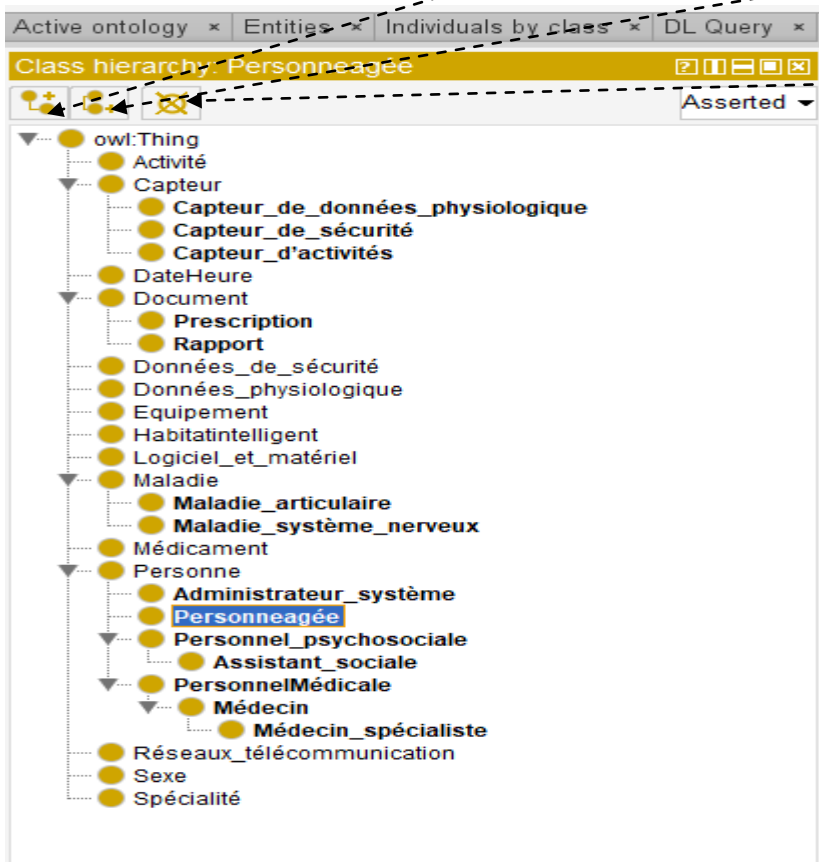 Active ontology × Entities × Individuals by class × DL Query ×
Class hierarchy: Personneagée
Asserted
owl:Thing
Activité
Capteur
Capteur_de_données_physiologique
Capteur_de_sécurité
Capteur_d’activités
DateHeure
Document
Prescription
Rapport
Données_de_sécurité
Données_physiologique
Equipement
Habitatintelligent
Logiciel_et_matériel
Maladie
Maladie_articulaire
Maladie_système_nerveux
Médicament
Personne
Administrateur_système
Personneagée
Personnel_psychosociale
Assistant_sociale
PersonnelMédicale
Médecin
Médecin_spécialiste
Réseaux_télécommunication
Sexe
Spécialité